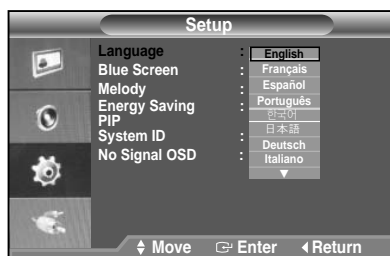 Setup
Language : English
Blue Screen : Français
Melody : Español
Energy Saving : Português
PIP 한국어
System ID : 日本語
No Signal OSD : Deutsch
Italiano
▼
Move Enter Return